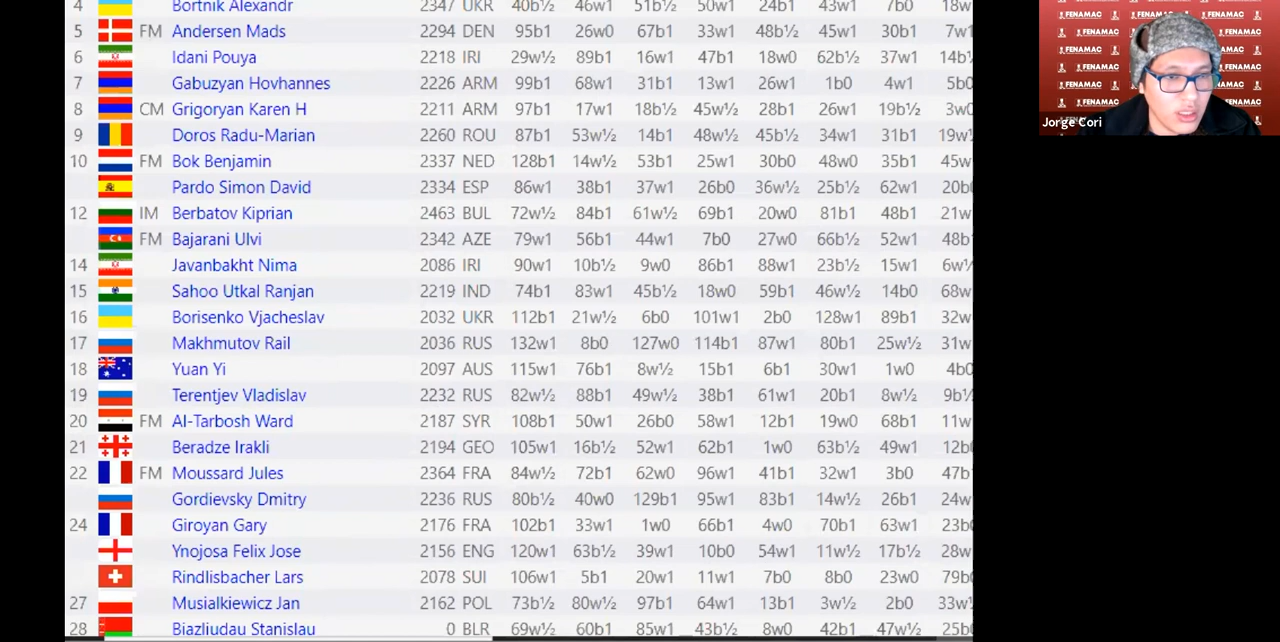 4 Bortnik Alexandr 2347 UKR 40b½ 46w1 51b½ 50w1 24b1 43w1 7b0 18w
5 FM Andersen Mads 2294 DEN 95b1 26w0 67b1 33w1 48b½ 45w1 30b1 7w1
6 Idani Pouya 2218 IRI 29w½ 89b1 16w1 47b1 18w0 62b½ 37w1 14b½
7 Gabuzyan Hovhannes 2226 ARM 99b1 68w1 31b1 13w1 26w1 1b0 4w1 5b0
8 CM Grigoryan Karen H 2211 ARM 97b1 17w1 18b½ 45w½ 28b1 26w1 19b½ 3w0
9 Doros Radu-Marian 2260 ROU 87b1 53w½ 14b1 48w½ 45b½ 34w1 31b1 19w
10 FM Bok Benjamin 2337 NED 128b1 14w½ 53b1 25w1 30b0 48w0 35b1 45w
Pardo Simon David 2334 ESP 86w1 38b1 37w1 26b0 36w½ 25b½ 62w1 20b
12 IM Berbatov Kiprian 2463 BUL 72w½ 84b1 61w½ 69b1 20w0 81b1 48b1 21w
FM Bajarani Ulvi 2342 AZE 79w1 56b1 44w1 7b0 27w0 66b½ 52w1 48b
14 Javanbakht Nima 2086 IRI 90w1 10b½ 9w0 86b1 88w1 23b½ 15w1 6w½
15 Sahoo Utkal Ranjan 2219 IND 74b1 83w1 45b½ 18w0 59b1 46w½ 14b0 68w
16 Borisenko Vjacheslav 2032 UKR 112b1 21w½ 6b0 101w1 2b0 128w1 89b1 32w
17 Makhmutov Rail 2036 RUS 132w1 8b0 127w0 114b1 87w1 80b1 25w½ 31w
18 Yuan Yi 2097 AUS 115w1 76b1 8w½ 15b1 6b1 30w1 1w0 4b0
19 Terentjev Vladislav 2232 RUS 82w½ 88b1 49w½ 38b1 61w1 20b1 8w½ 9b½
20 FM Al-Tarbosh Ward 2187 SYR 108b1 50w1 26b0 58w1 12b1 19w0 68b1 11w
21 Beradze Irakli 2194 GEO 105w1 16b½ 52w1 62b1 1w0 63b½ 49w1 12b
22 FM Moussard Jules 2364 FRA 84w½ 72b1 62w0 96w1 41b1 32w1 3b0 47b
Gordievsky Dmitry 2236 RUS 80b½ 40w0 129b1 95w1 83b1 14w½ 26b1 24w
24 Giroyan Gary 2176 FRA 102b1 33w1 1w0 66b1 4w0 70b1 63w1 23b
Ynojosa Felix Jose 2156 ENG 120w1 63b½ 39w1 10b0 54w1 11w½ 17b½ 28w
Rindlisbacher Lars 2078 SUI 106w1 5b1 20w1 11w1 7b0 8b0 23w0 79b
27 Musialkiewicz Jan 2162 POL 73b½ 80w½ 97b1 64w1 13b1 3w½ 2b0 33w
28 Biazliudau Stanislau 0 BLR 69w½ 60b1 85w1 43b½ 8w0 42b1 47w½ 25b
FENAMAC FENAMAC FENAMAC
FENAMAC
FENAMAC
FENAMAC
FENAMAC
Jorge Cori